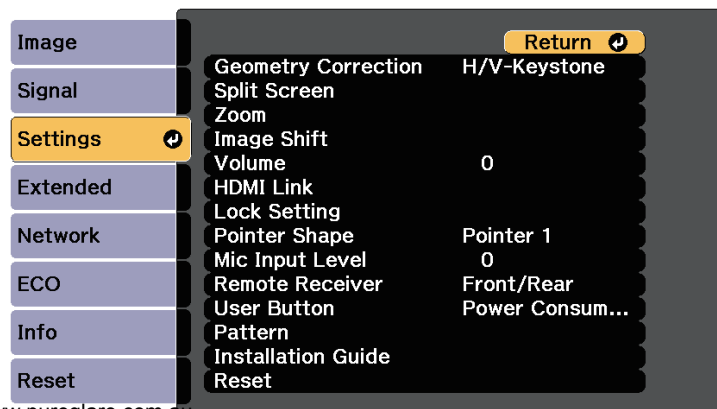 Image
Signal
Settings
Extended
Network
ECO
Info
Reset
Return
Geometry Correction H/V-Keystone
Split Screen
Zoom
Image Shift
Volume 0
HDMI Link
Lock Setting
Pointer Shape Pointer 1
Mic Input Level 0
Remote Receiver Front/Rear
User Button Power Consum...
Pattern
Installation Guide
Reset